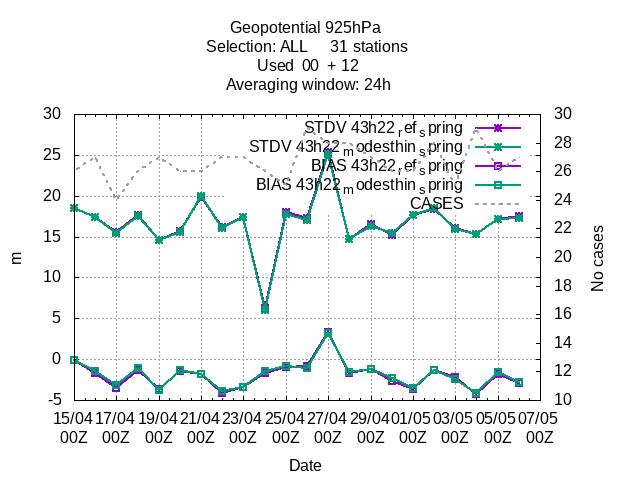 Geopotential 925hPa
Selection: ALL 31 stations
Used 00 + 12
Averaging window: 24h
30 30
STDV 43h22_ref_spring
28
STDV 43h22_modesthin_spring
25
BIAS 43h22_ref_spring
26
BIAS 43h22_modesthin_spring
24
20
CASES
22
15
20
10
18
5
16
14
0
12
-5 10
m
No cases
15/04 17/04 19/04 21/04 23/04 25/04 27/04 29/04 01/05 03/05 05/05 07/05
00Z 00Z 00Z 00Z 00Z 00Z 00Z 00Z 00Z 00Z 00Z 00Z
Date